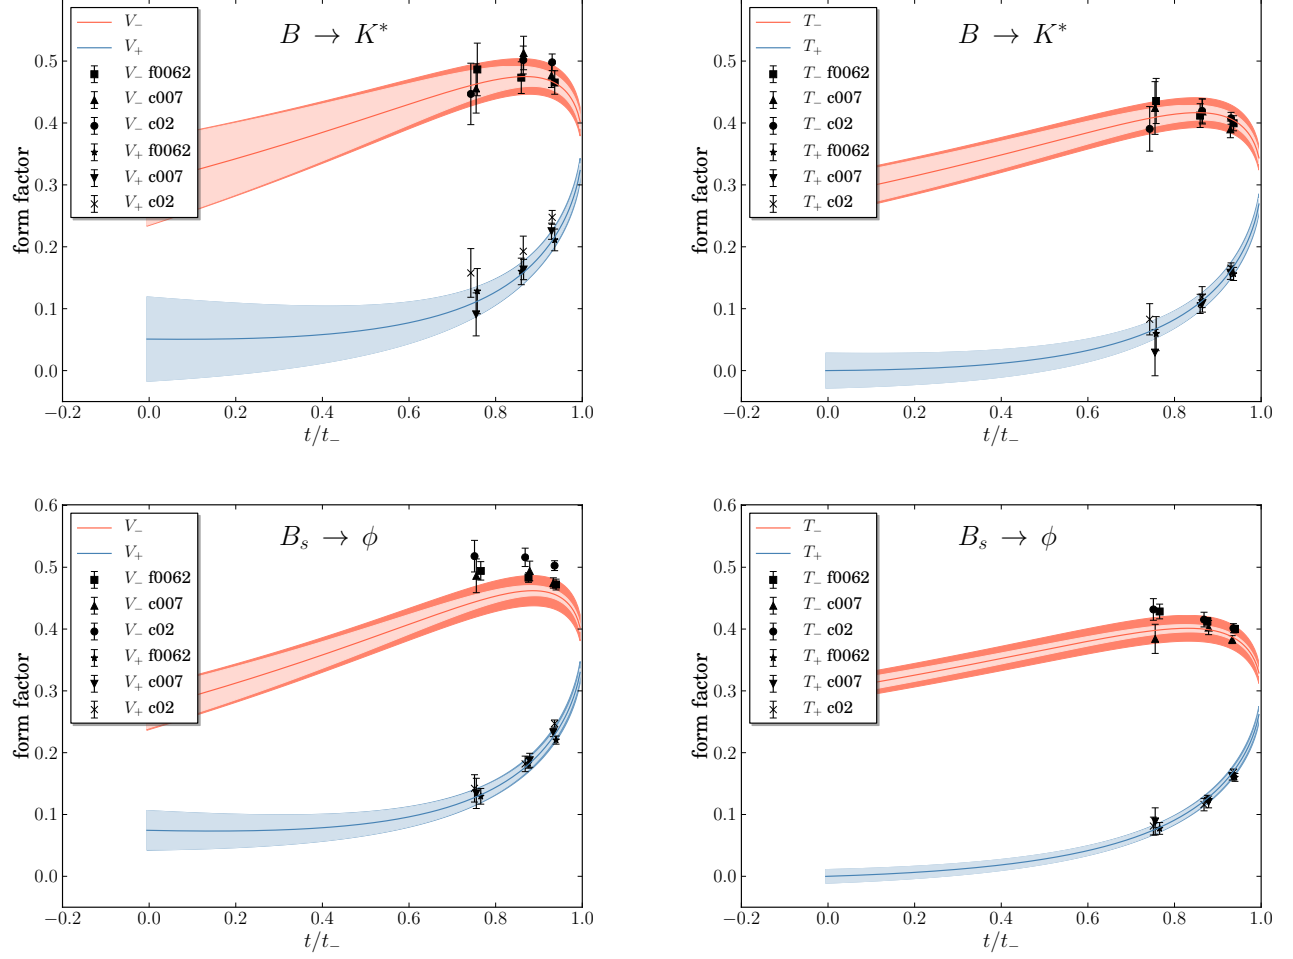 B → K*
V₋
V₊
V₋ f0062
V₋ c007
V₋ c02
V₊ f0062
V₊ c007
V₊ c02
form factor
0.5
0.4
0.3
0.2
0.1
0.0
−0.2 0.0 0.2 0.4 0.6 0.8 1.0
t/t₋
B → K*
T₋
T₊
T₋ f0062
T₋ c007
T₋ c02
T₊ f0062
T₊ c007
T₊ c02
form factor
0.5
0.4
0.3
0.2
0.1
0.0
−0.2 0.0 0.2 0.4 0.6 0.8 1.0
t/t₋
Bₛ → ϕ
V₋
V₊
V₋ f0062
V₋ c007
V₋ c02
V₊ f0062
V₊ c007
V₊ c02
form factor
0.6
0.5
0.4
0.3
0.2
0.1
0.0
−0.2 0.0 0.2 0.4 0.6 0.8 1.0
t/t₋
Bₛ → ϕ
T₋
T₊
T₋ f0062
T₋ c007
T₋ c02
T₊ f0062
T₊ c007
T₊ c02
form factor
0.6
0.5
0.4
0.3
0.2
0.1
0.0
−0.2 0.0 0.2 0.4 0.6 0.8 1.0
t/t₋